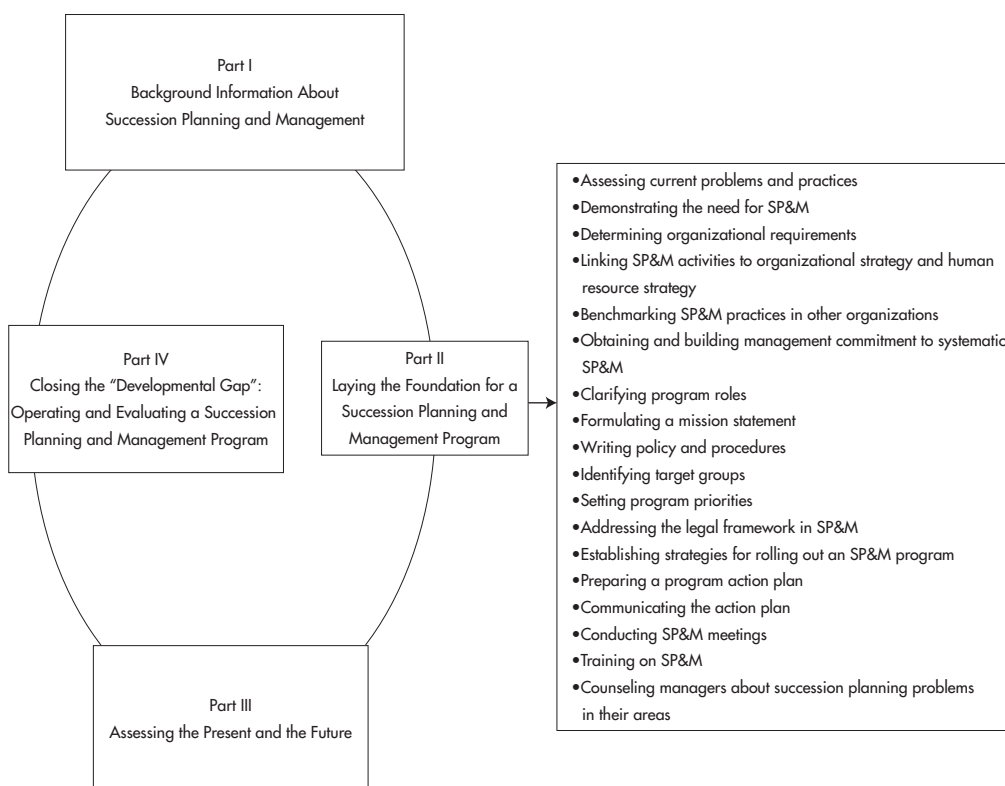 Part I
Background Information About
Succession Planning and Management
Part IV
Closing the “Developmental Gap”:
Operating and Evaluating a Succession
Planning and Management Program
Part II
Laying the Foundation for a
Succession Planning and
Management Program
Part III
Assessing the Present and the Future
•Assessing current problems and practices
•Demonstrating the need for SP&M
•Determining organizational requirements
•Linking SP&M activities to organizational strategy and human
resource strategy
•Benchmarking SP&M practices in other organizations
•Obtaining and building management commitment to systematic
SP&M
•Clarifying program roles
•Formulating a mission statement
•Writing policy and procedures
•Identifying target groups
•Setting program priorities
•Addressing the legal framework in SP&M
•Establishing strategies for rolling out an SP&M program
•Preparing a program action plan
•Communicating the action plan
•Conducting SP&M meetings
•Training on SP&M
•Counseling managers about succession planning problems
in their areas